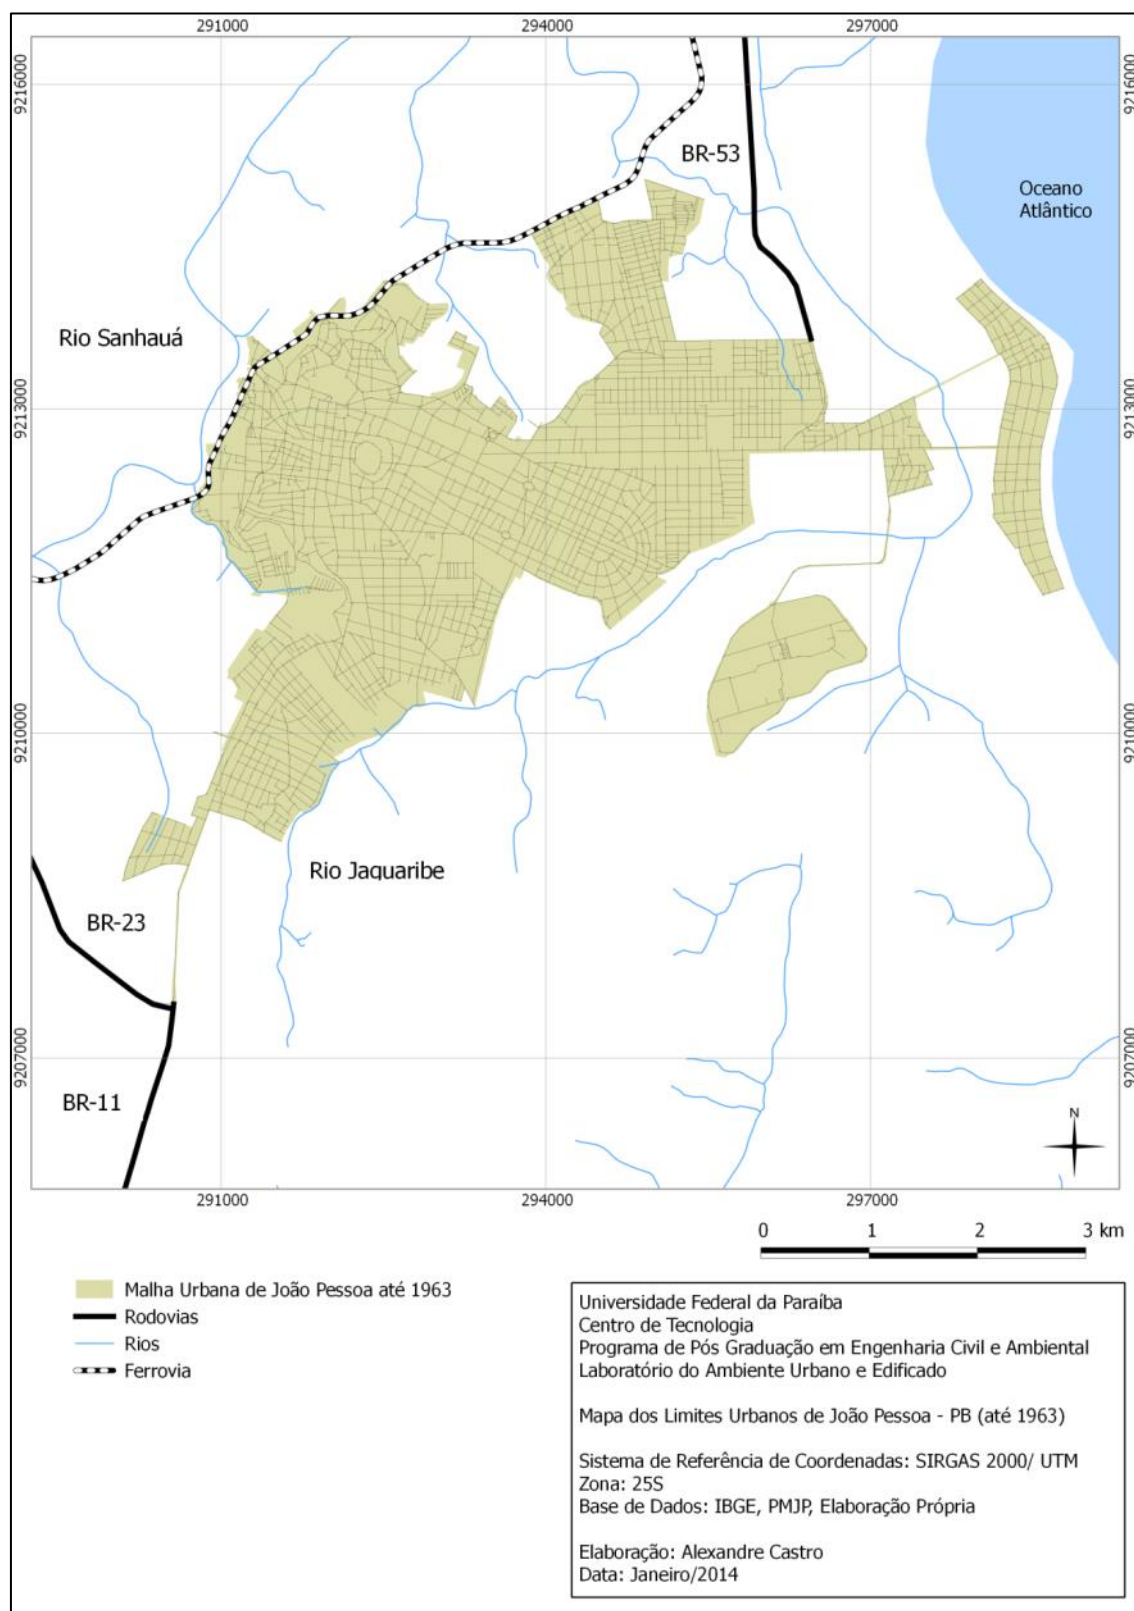 291000
294000
297000
9216000
9216000
BR-53
Oceano
Atlântico
Rio Sanhauá
9213000
9213000
9210000
9210000
Rio Jaquaribe
BR-23
9207000
9207000
BR-11
N
291000
294000
297000
0 1 2 3 km
Malha Urbana de João Pessoa até 1963
Rodovias
Rios
Ferrovia
Universidade Federal da Paraíba
Centro de Tecnologia
Programa de Pós Graduação em Engenharia Civil e Ambiental
Laboratório do Ambiente Urbano e Edificado
Mapa dos Limites Urbanos de João Pessoa - PB (até 1963)
Sistema de Referência de Coordenadas: SIRGAS 2000/ UTM
Zona: 25S
Base de Dados: IBGE, PMJP, Elaboração Própria
Elaboração: Alexandre Castro
Data: Janeiro/2014